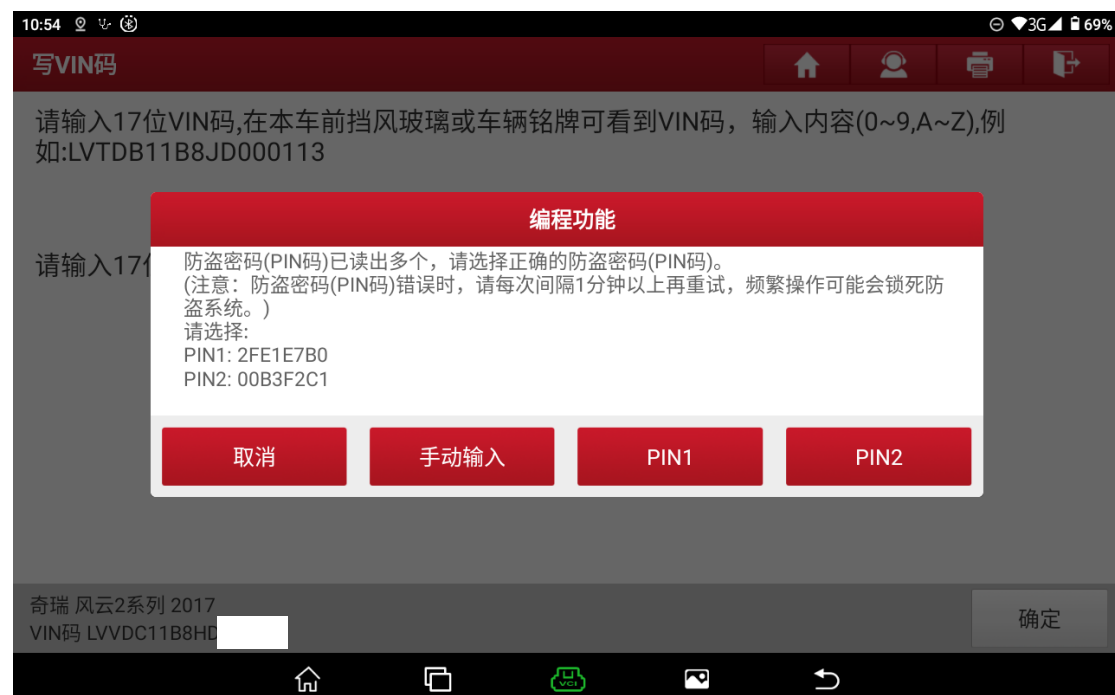 10:54
3G 69%
写VIN码
请输入17位VIN码,在本车前挡风玻璃或车辆铭牌可看到VIN码，输入内容(0~9,A~Z),例
如:LVTDB11B8JD000113
编程功能
请输入17
防盗密码(PIN码)已读出多个，请选择正确的防盗密码(PIN码)。
(注意：防盗密码(PIN码)错误时，请每次间隔1分钟以上再重试，频繁操作可能会锁死防
盗系统。)
请选择:
PIN1: 2FE1E7B0
PIN2: 00B3F2C1
取消
手动输入
PIN1
PIN2
奇瑞 风云2系列 2017
VIN码 LVVDC11B8HD
确定
VCI